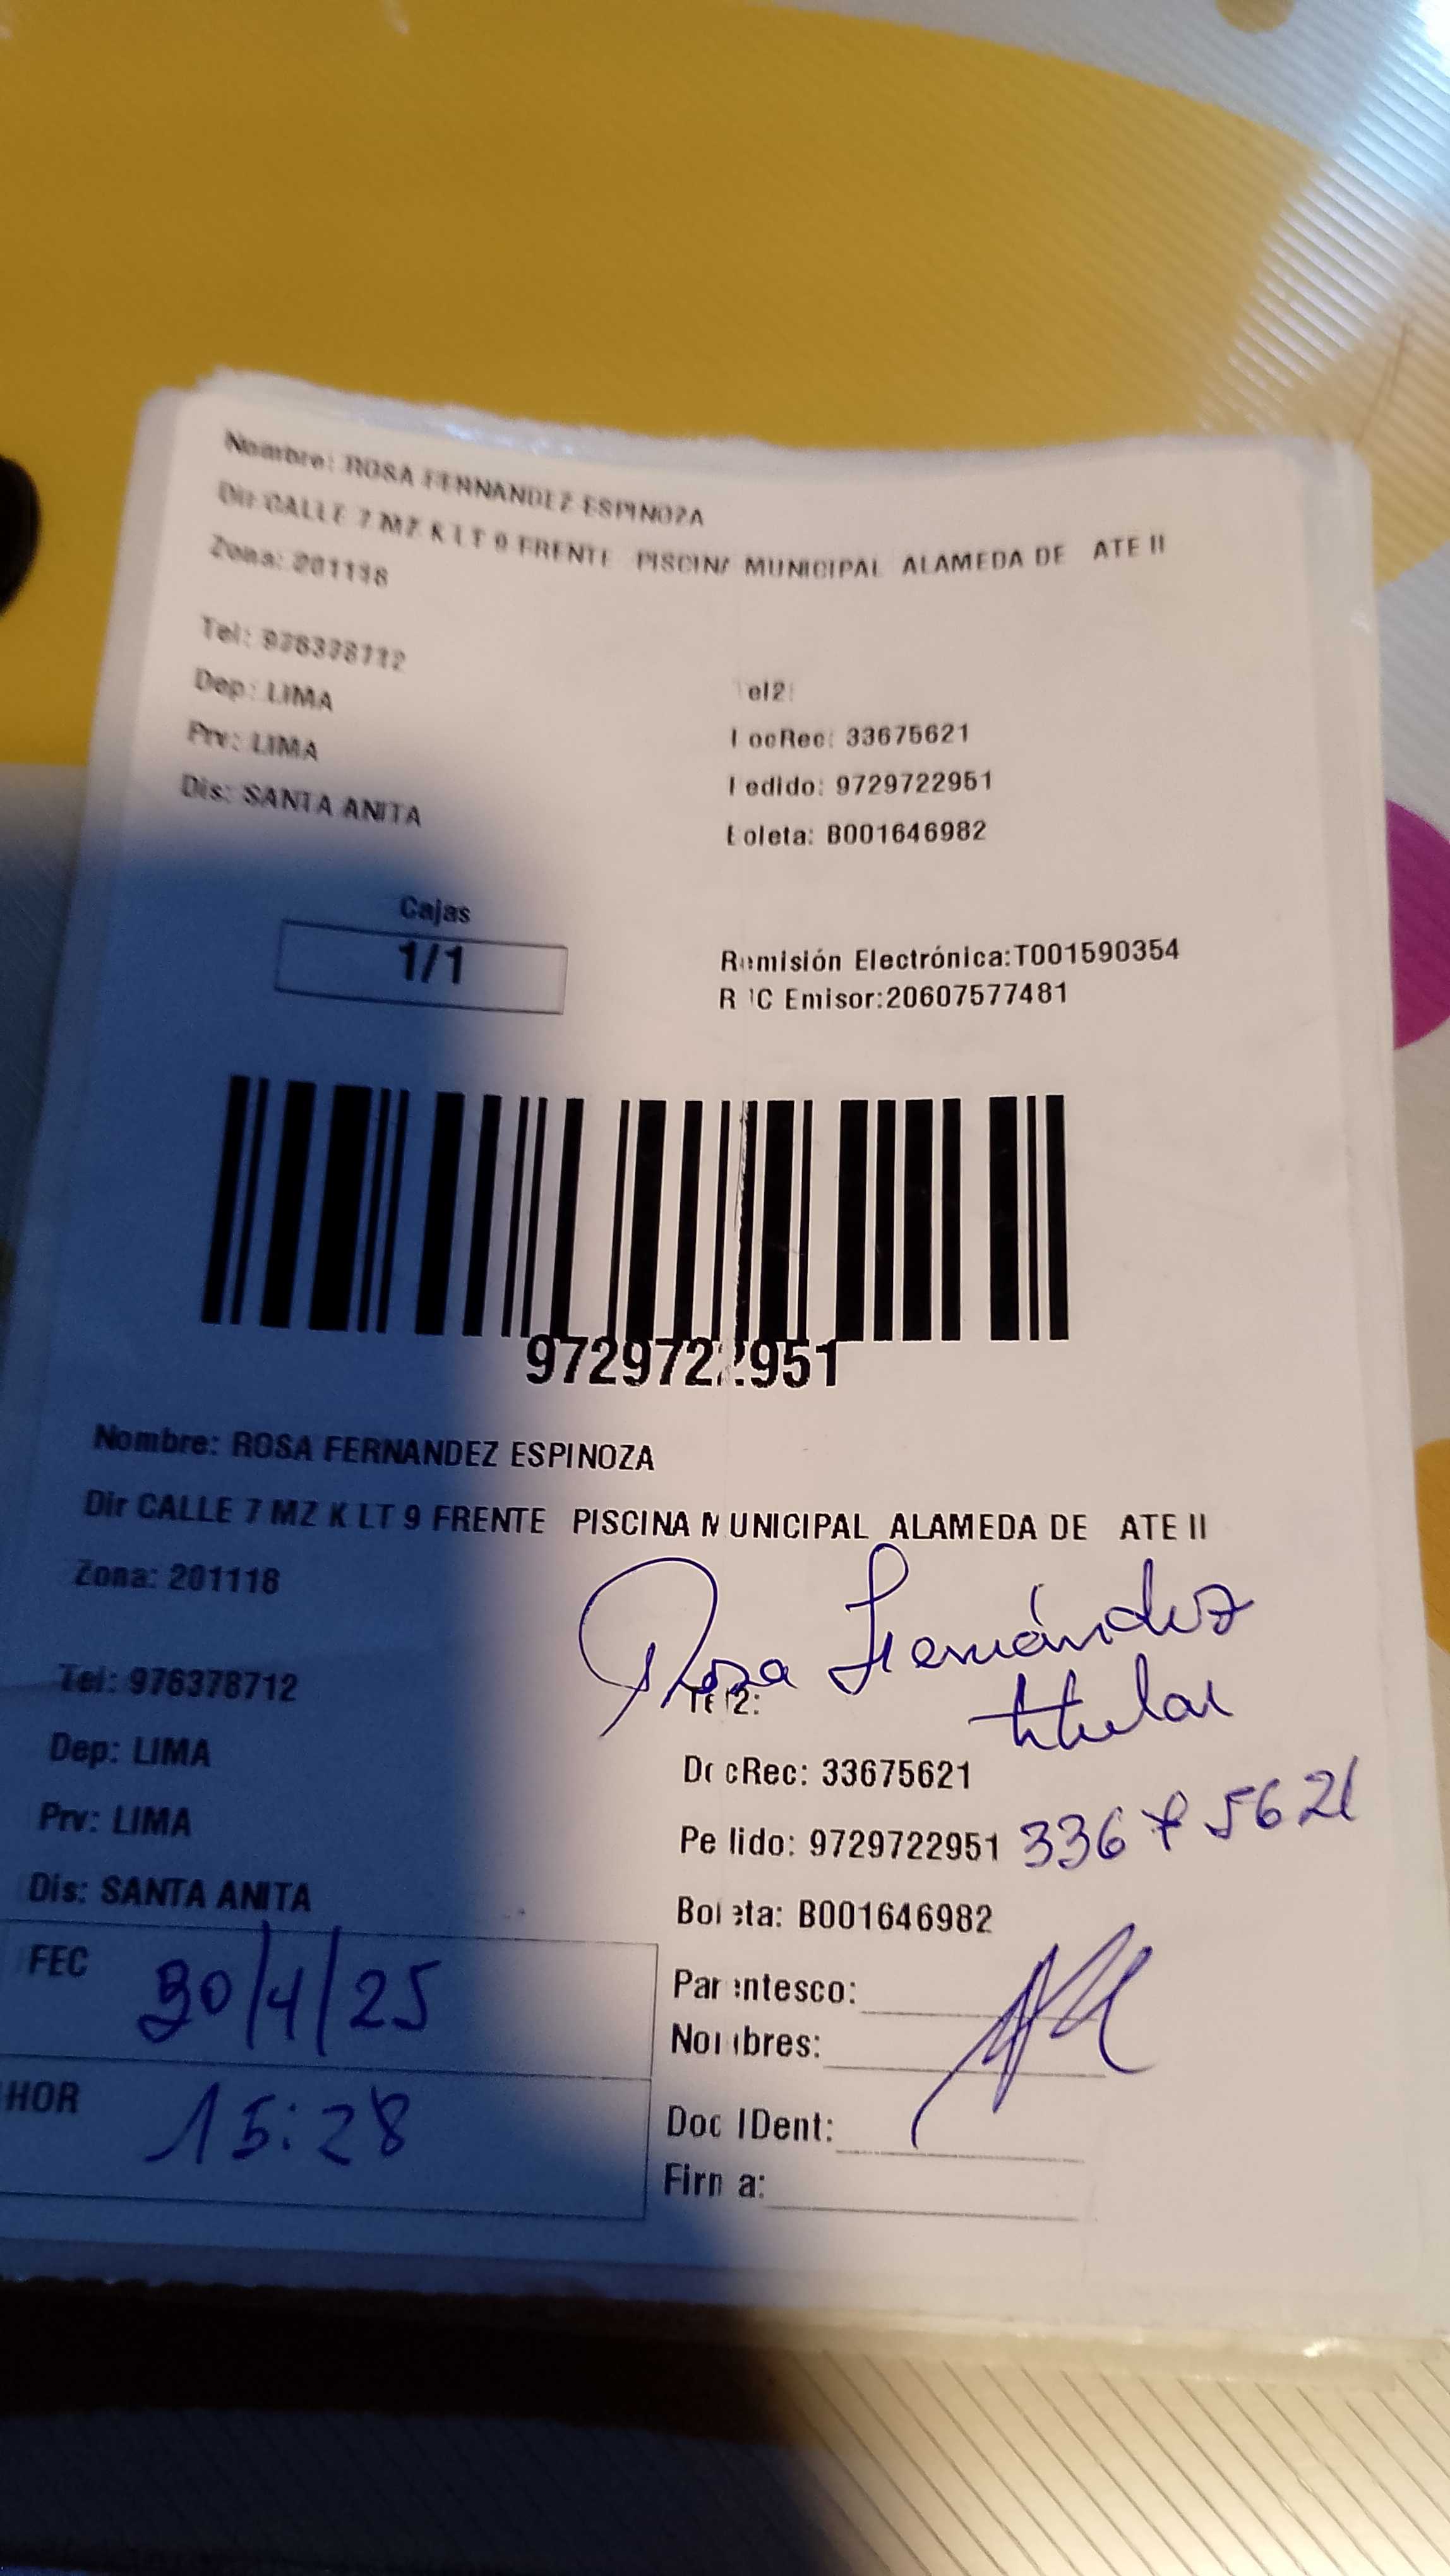 Nombre: ROSA FERNANDEZ ESPINOZA
Dir CALLE 7 MZ K LT 9 FRENTE PISCINA MUNICIPAL ALAMEDA DE ATE II
Zona: 201118
Tel: 976378712
Tel2:
Dep: LIMA
DocRec: 33675621
Prv: LIMA
Pedido: 9729722951
Dis: SANTA ANITA
Boleta: B001646982
Cajas
1/1
Remisión Electrónica:T001590354
RUC Emisor:20607577481
9729722951
Nombre: ROSA FERNANDEZ ESPINOZA
Dir CALLE 7 MZ K LT 9 FRENTE PISCINA MUNICIPAL ALAMEDA DE ATE II
Zona: 201118
Rosa Fernández
titular
Tel: 976378712
Tel2:
Dep: LIMA
DocRec: 33675621
Prv: LIMA
Pedido: 9729722951 33675621
Dis: SANTA ANITA
Boleta: B001646982
FEC 30/4/25
Parentesco:
Nombres:
HOR 15:28
Doc IDent:
Firma: